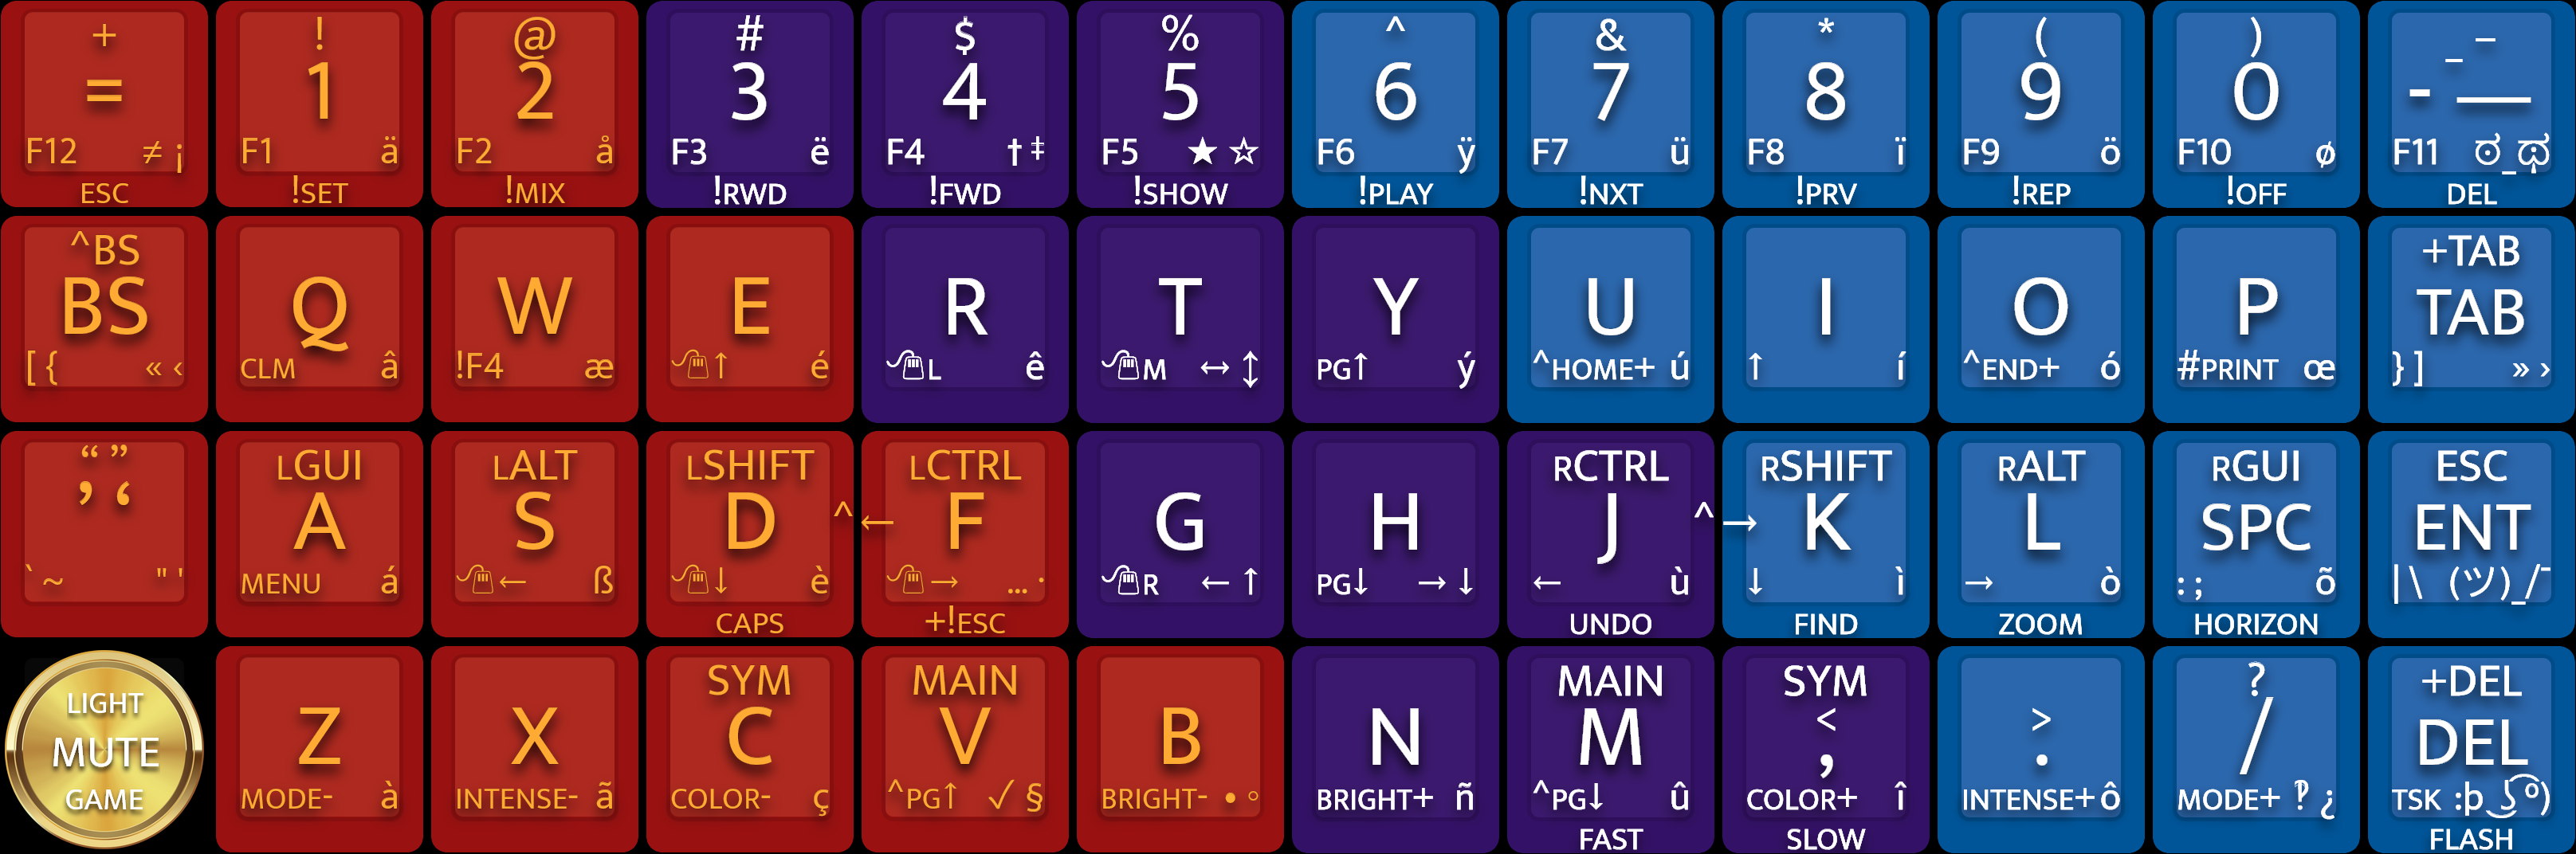 + ! @ # $ % ^ & * ( ) _ –
= 1 2 3 4 5 6 7 8 9 0 - —
F12 ≠ ¡ F1 ä F2 å F3 ë F4 † ‡ F5 ★ ☆ F6 ÿ F7 ü F8 ï F9 ö F10 ø F11 ಠ_ಥ
ESC !SET !MIX !RWD !FWD !SHOW !PLAY !NXT !PRV !REP !OFF DEL
^BS +TAB
BS Q W E R T Y U I O P TAB
[ { « ‹ CLM â !F4 æ ↑ é L ê M ↔ ↕ PG↑ ý ^HOME+ ú ↑ í ^END+ ó #PRINT œ } ] » ›
“ ” LGUI LALT LSHIFT LCTRL RCTRL RSHIFT RALT RGUI ESC
’ ‘ A S D ^← F G H J ^→ K L SPC ENT
` ~ " ' MENU á ← ß ↓ è → … · R ← ↑ PG↓ → ↓ ← ù ↓ ì → ò : ; õ | \ (ツ)_/¯
CAPS +!ESC UNDO FIND ZOOM HORIZON
LIGHT SYM MAIN MAIN SYM < > ? +DEL
MUTE Z X C V B N M , . / DEL
GAME MODE- à INTENSE- ã COLOR- ç ^PG↑ ✓ § BRIGHT- • ◦ BRIGHT+ ñ ^PG↓ û COLOR+ î INTENSE+ ô MODE+ ‽ ¿ TSK :þ ͜ʖ ͡º)
FAST SLOW FLASH